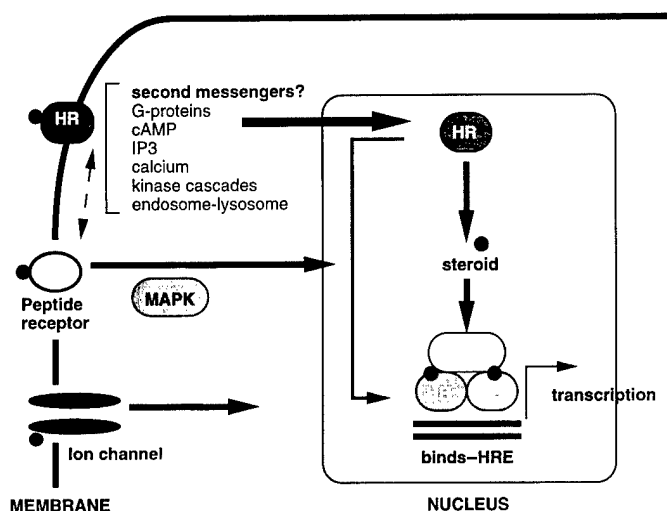 HR
second messengers?
G-proteins
cAMP
IP3
calcium
kinase cascades
endosome-lysosome
HR
steroid
Peptide
receptor
MAPK
transcription
Ion channel
binds–HRE
MEMBRANE
NUCLEUS